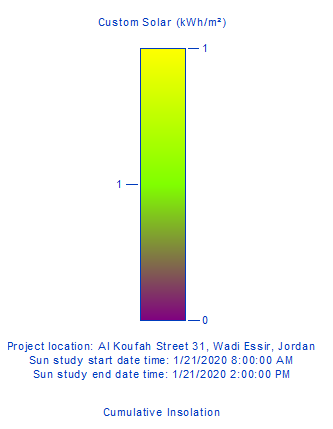 Custom Solar (kWh/m²)
1
1
0
Project location: Al Koufah Street 31, Wadi Essir, Jordan
Sun study start date time: 1/21/2020 8:00:00 AM
Sun study end date time: 1/21/2020 2:00:00 PM
Cumulative Insolation